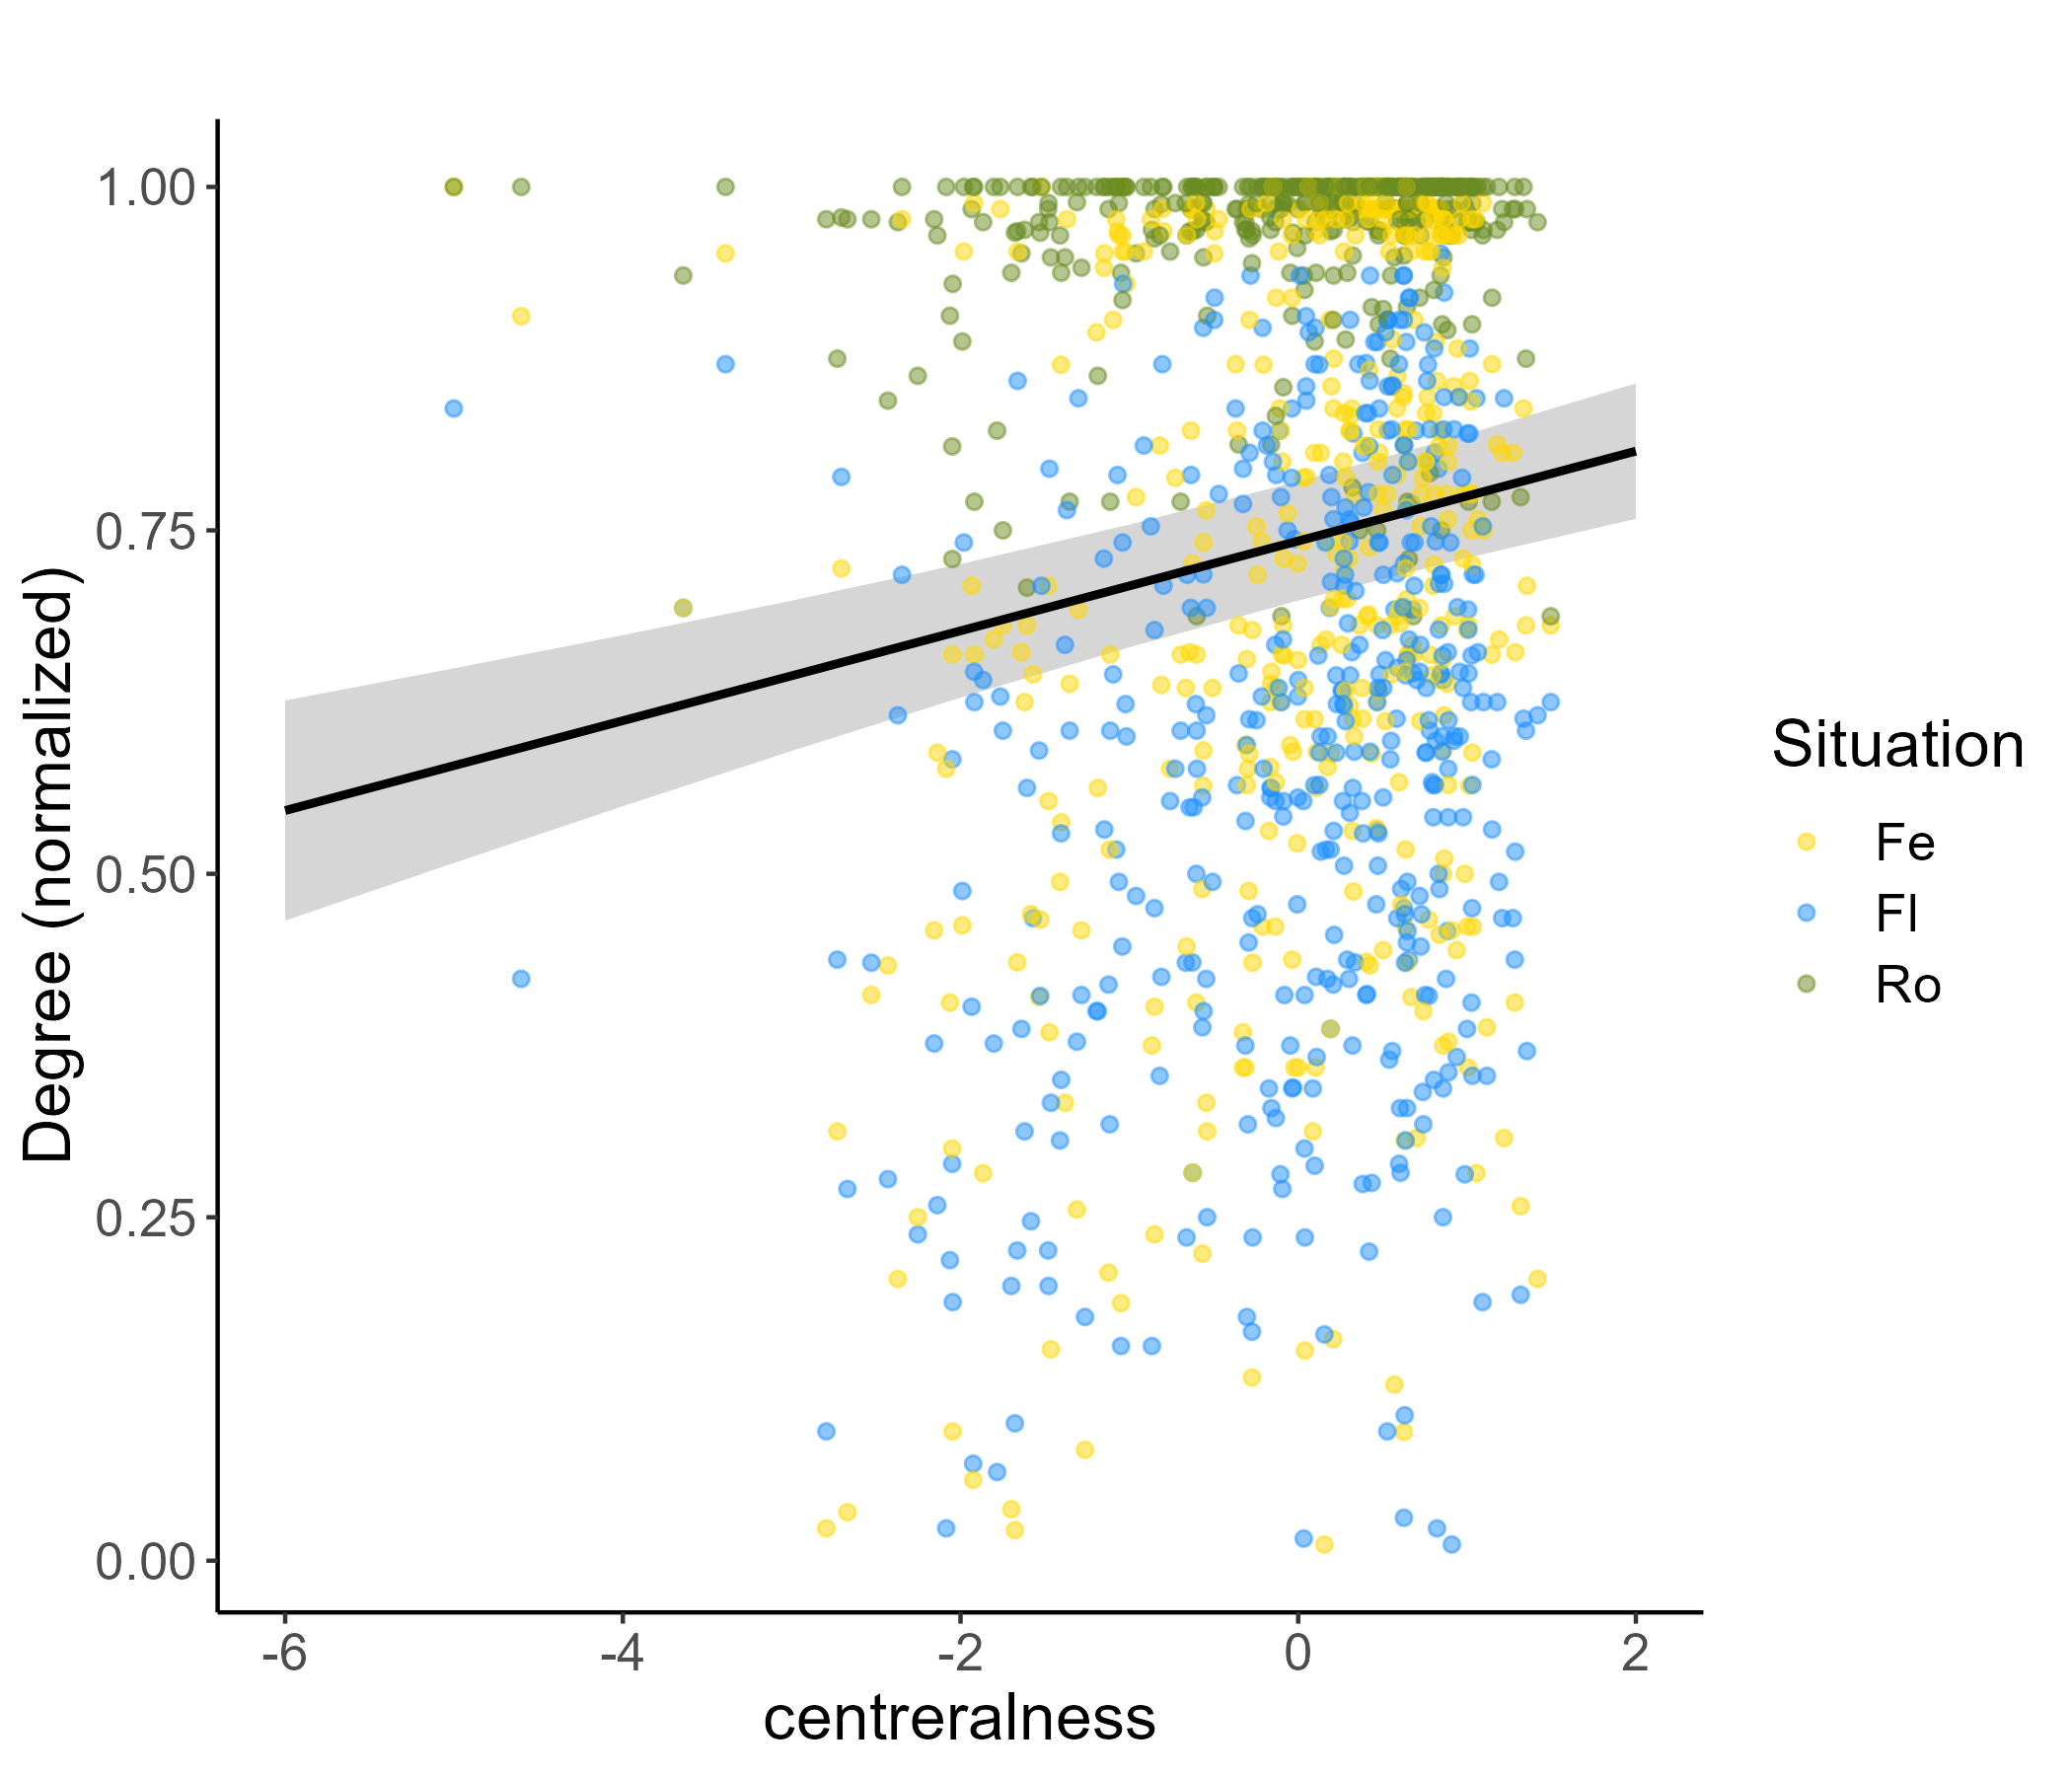 1.00
0.75
0.50
0.25
0.00
Degree (normalized)
-6 -4 -2 0 2
centreralness
Situation
Fe
Fl
Ro